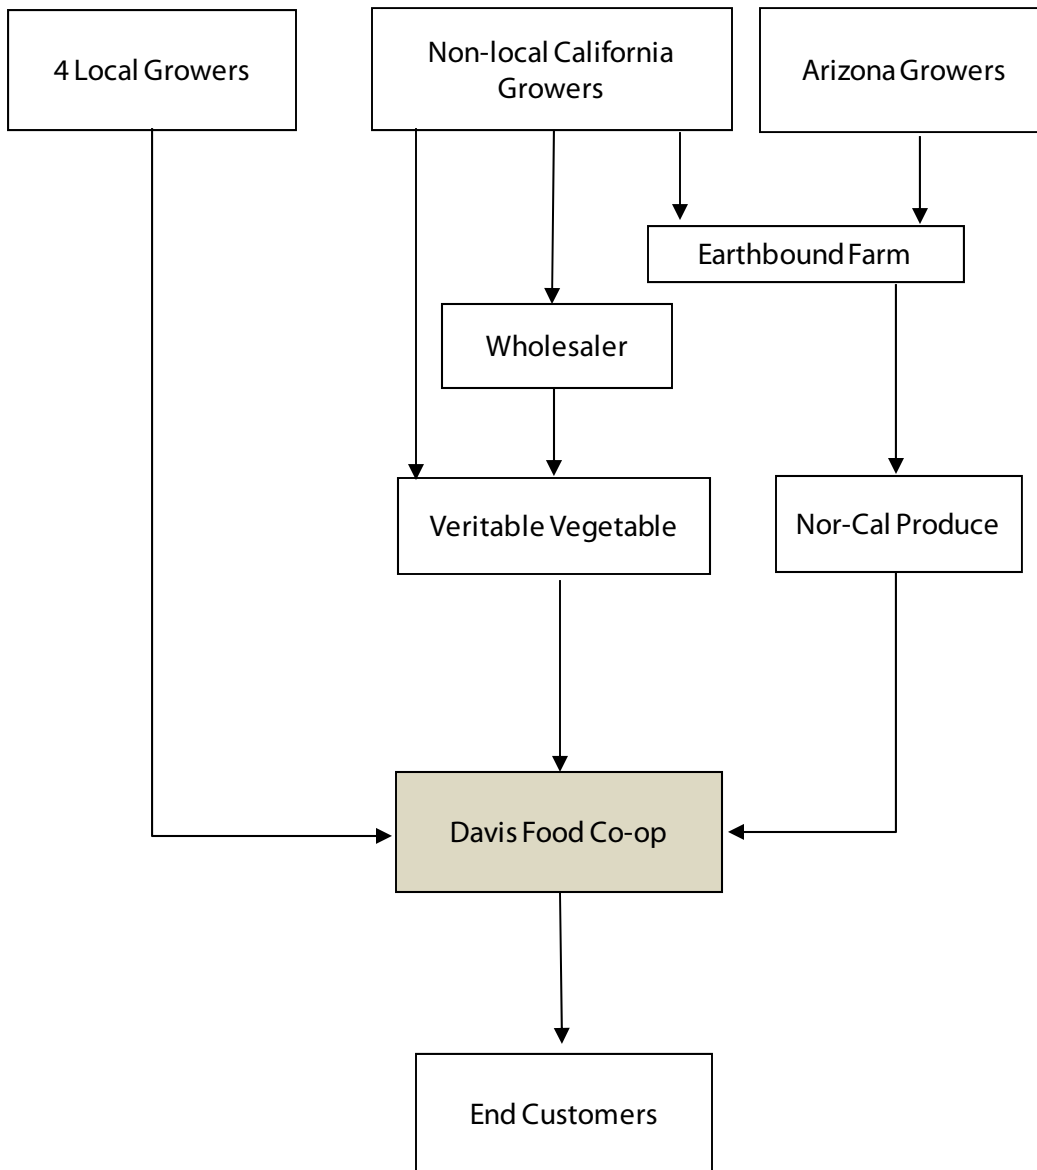 4 Local Growers
Non-local California
Growers
Arizona Growers
Earthbound Farm
Wholesaler
Veritable Vegetable
Nor-Cal Produce
Davis Food Co-op
End Customers